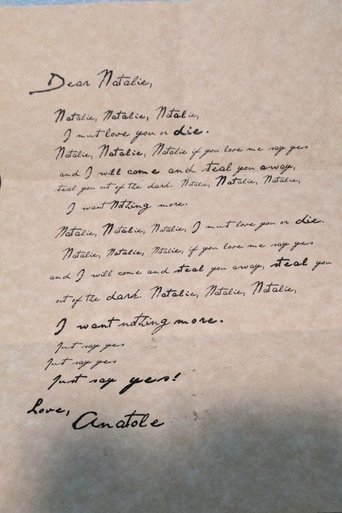 Dear Natalie,
Natalie, Natalie, Natalie,
I must love you or die.
Natalie, Natalie, Natalie if you love me say yes
and I will come and steal you away,
steal you out of the dark. Natalie, Natalie, Natalie,
I want nothing more.
Natalie, Natalie, Natalie, I must love you or die.
Natalie, Natalie, Natalie, if you love me say yes
and I will come and steal you away, steal you
out of the dark. Natalie, Natalie, Natalie,
I want nothing more.
Just say yes
Just say yes
Just say yes!
Love,
Anatole